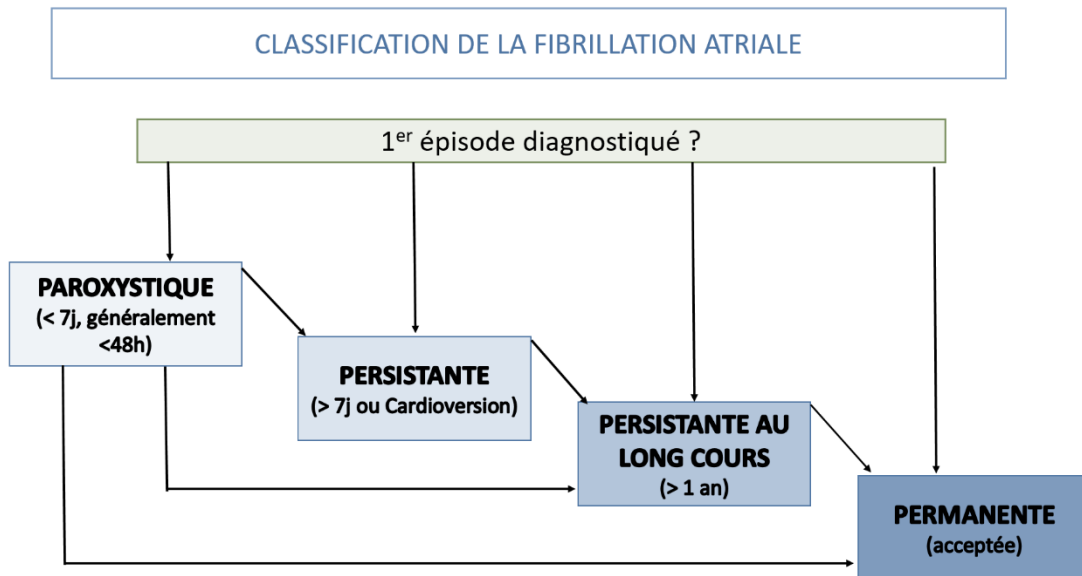 CLASSIFICATION DE LA FIBRILLATION ATRIALE
1er épisode diagnostiqué ?
PAROXYSTIQUE
(< 7j, généralement
<48h)
PERSISTANTE
(> 7j ou Cardioversion)
PERSISTANTE AU
LONG COURS
(> 1 an)
PERMANENTE
(acceptée)